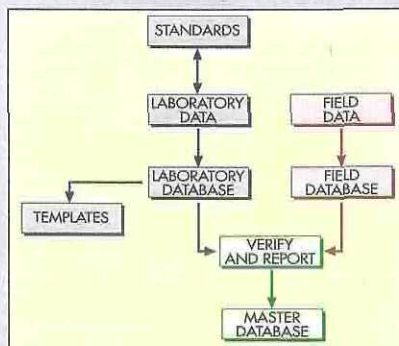 STANDARDS
LABORATORY
DATA
FIELD
DATA
LABORATORY
DATABASE
FIELD
DATABASE
TEMPLATES
VERIFY
AND REPORT
MASTER
DATABASE